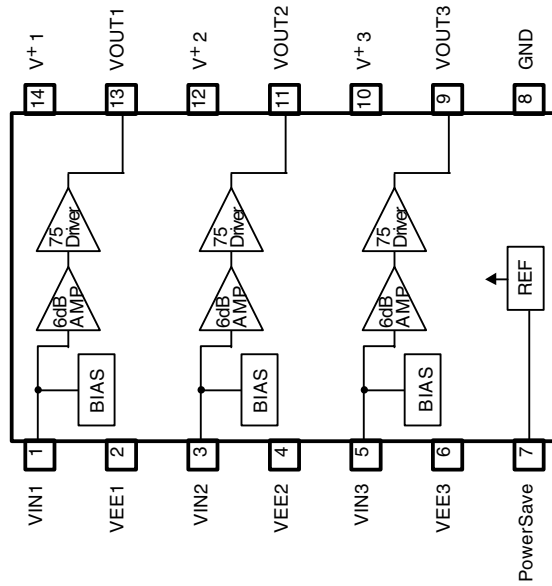 V+1
VOUT1
V+2
VOUT2
V+3
VOUT3
GND
14
13
12
11
10
9
8
75
Driver
75
Driver
75
Driver
6dB
AMP
6dB
AMP
6dB
AMP
REF
BIAS
BIAS
BIAS
1
2
3
4
5
6
7
VIN1
VEE1
VIN2
VEE2
VIN3
VEE3
PowerSave